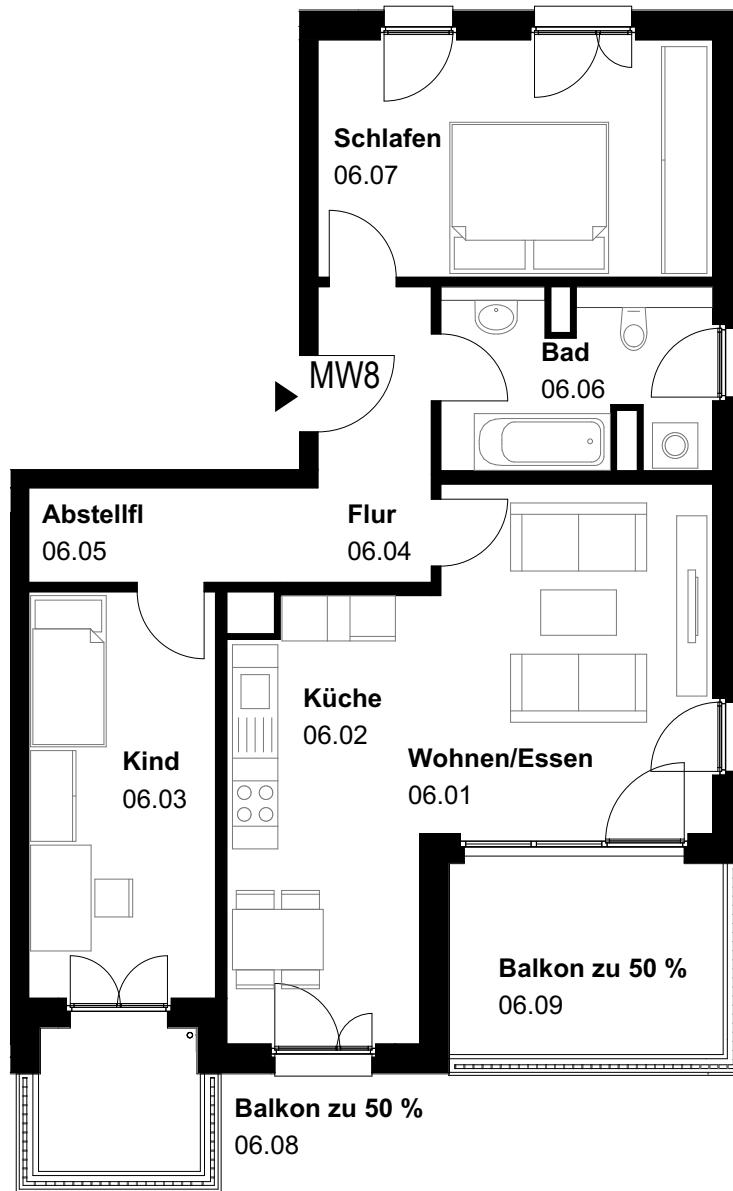 Schlafen
06.07
MW8
Bad
06.06
Abstellfl
06.05
Flur
06.04
Küche
06.02
Kind
06.03
Wohnen/Essen
06.01
Balkon zu 50 %
06.09
Balkon zu 50 %
06.08